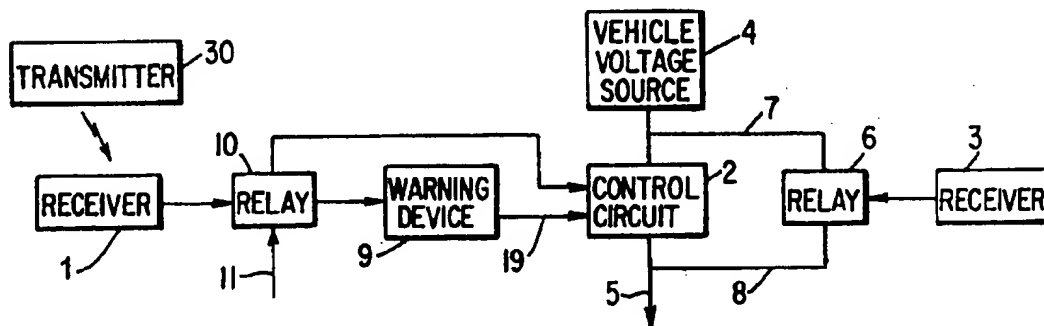 30
TRANSMITTER
VEHICLE
VOLTAGE
SOURCE
4
7
10
6
3
2
RECEIVER
RELAY
WARNING
DEVICE
CONTROL
CIRCUIT
RELAY
RECEIVER
1
11
9
19
5
8